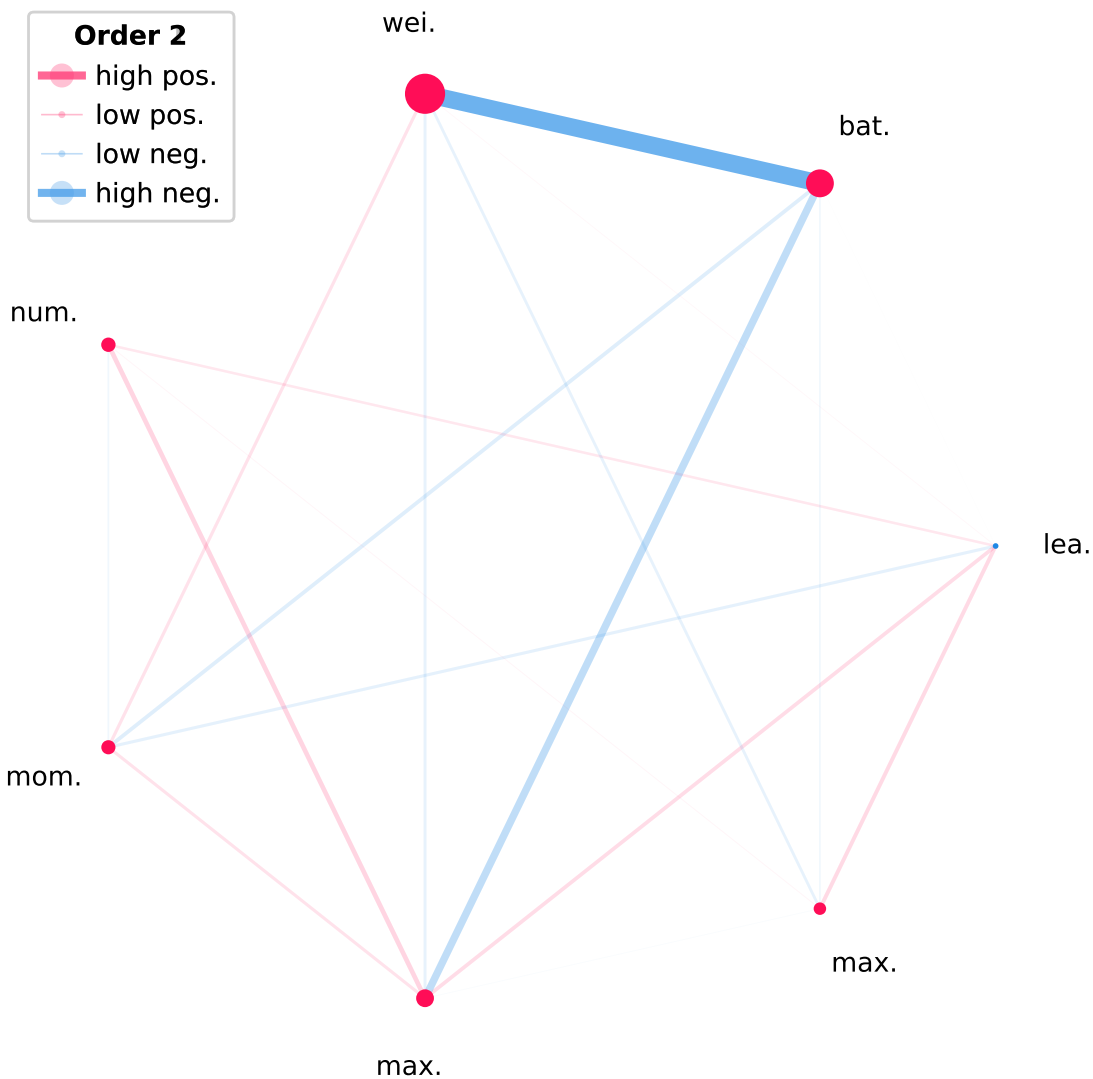 wei.
Order 2
high pos.
low pos.
low neg.
high neg.
bat.
num.
lea.
mom.
max.
max.